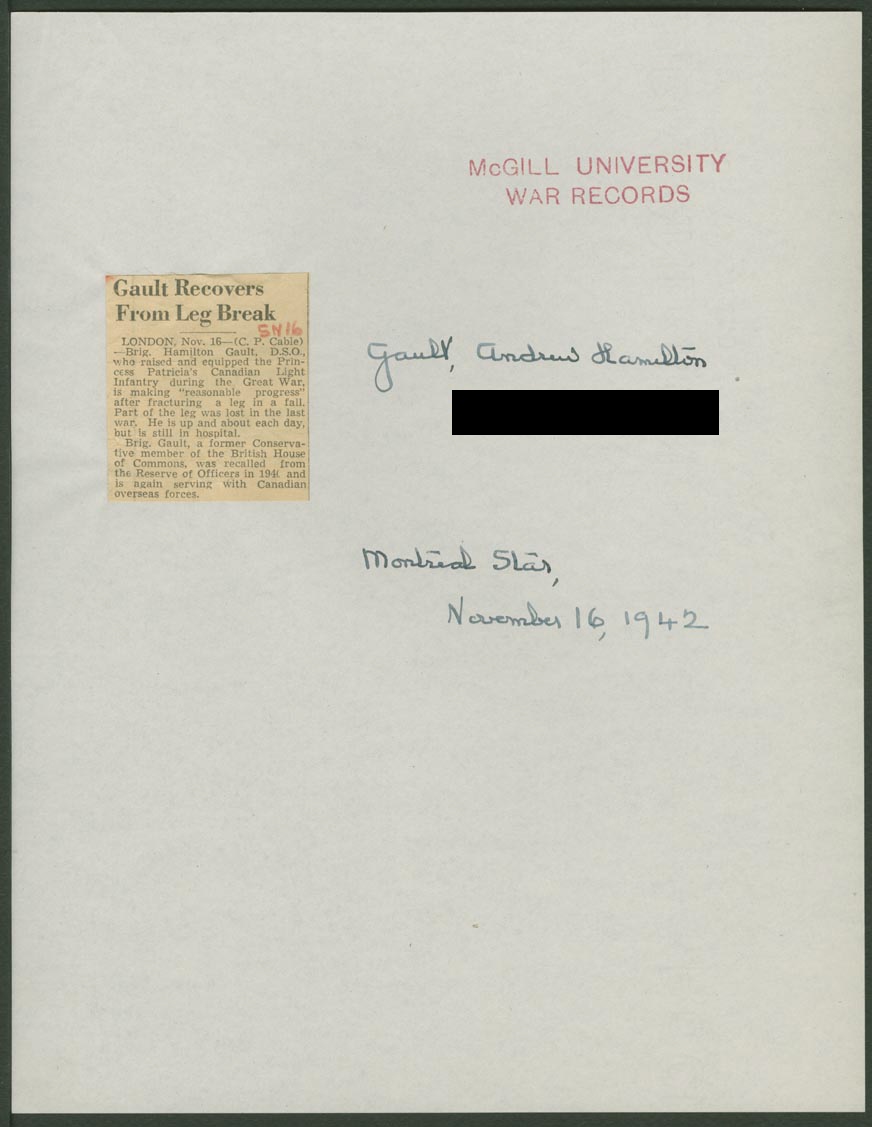 McGILL UNIVERSITY
WAR RECORDS
Gault Recovers
From Leg Break
SN16
LONDON, Nov. 16—(C. P. Cable)
—Brig. Hamilton Gault, D.S.O.,
who raised and equipped the Prin-
cess Patricia's Canadian Light
Infantry during the Great War,
is making "reasonable progress"
after fracturing a leg in a fall.
Part of the leg was lost in the last
war. He is up and about each day,
but is still in hospital.
Brig. Gault, a former Conserva-
tive member of the British House
of Commons, was recalled from
the Reserve of Officers in 1940 and
is again serving with Canadian
overseas forces.
Gault, Andrew Hamilton
Montreal Star,
November 16, 1942